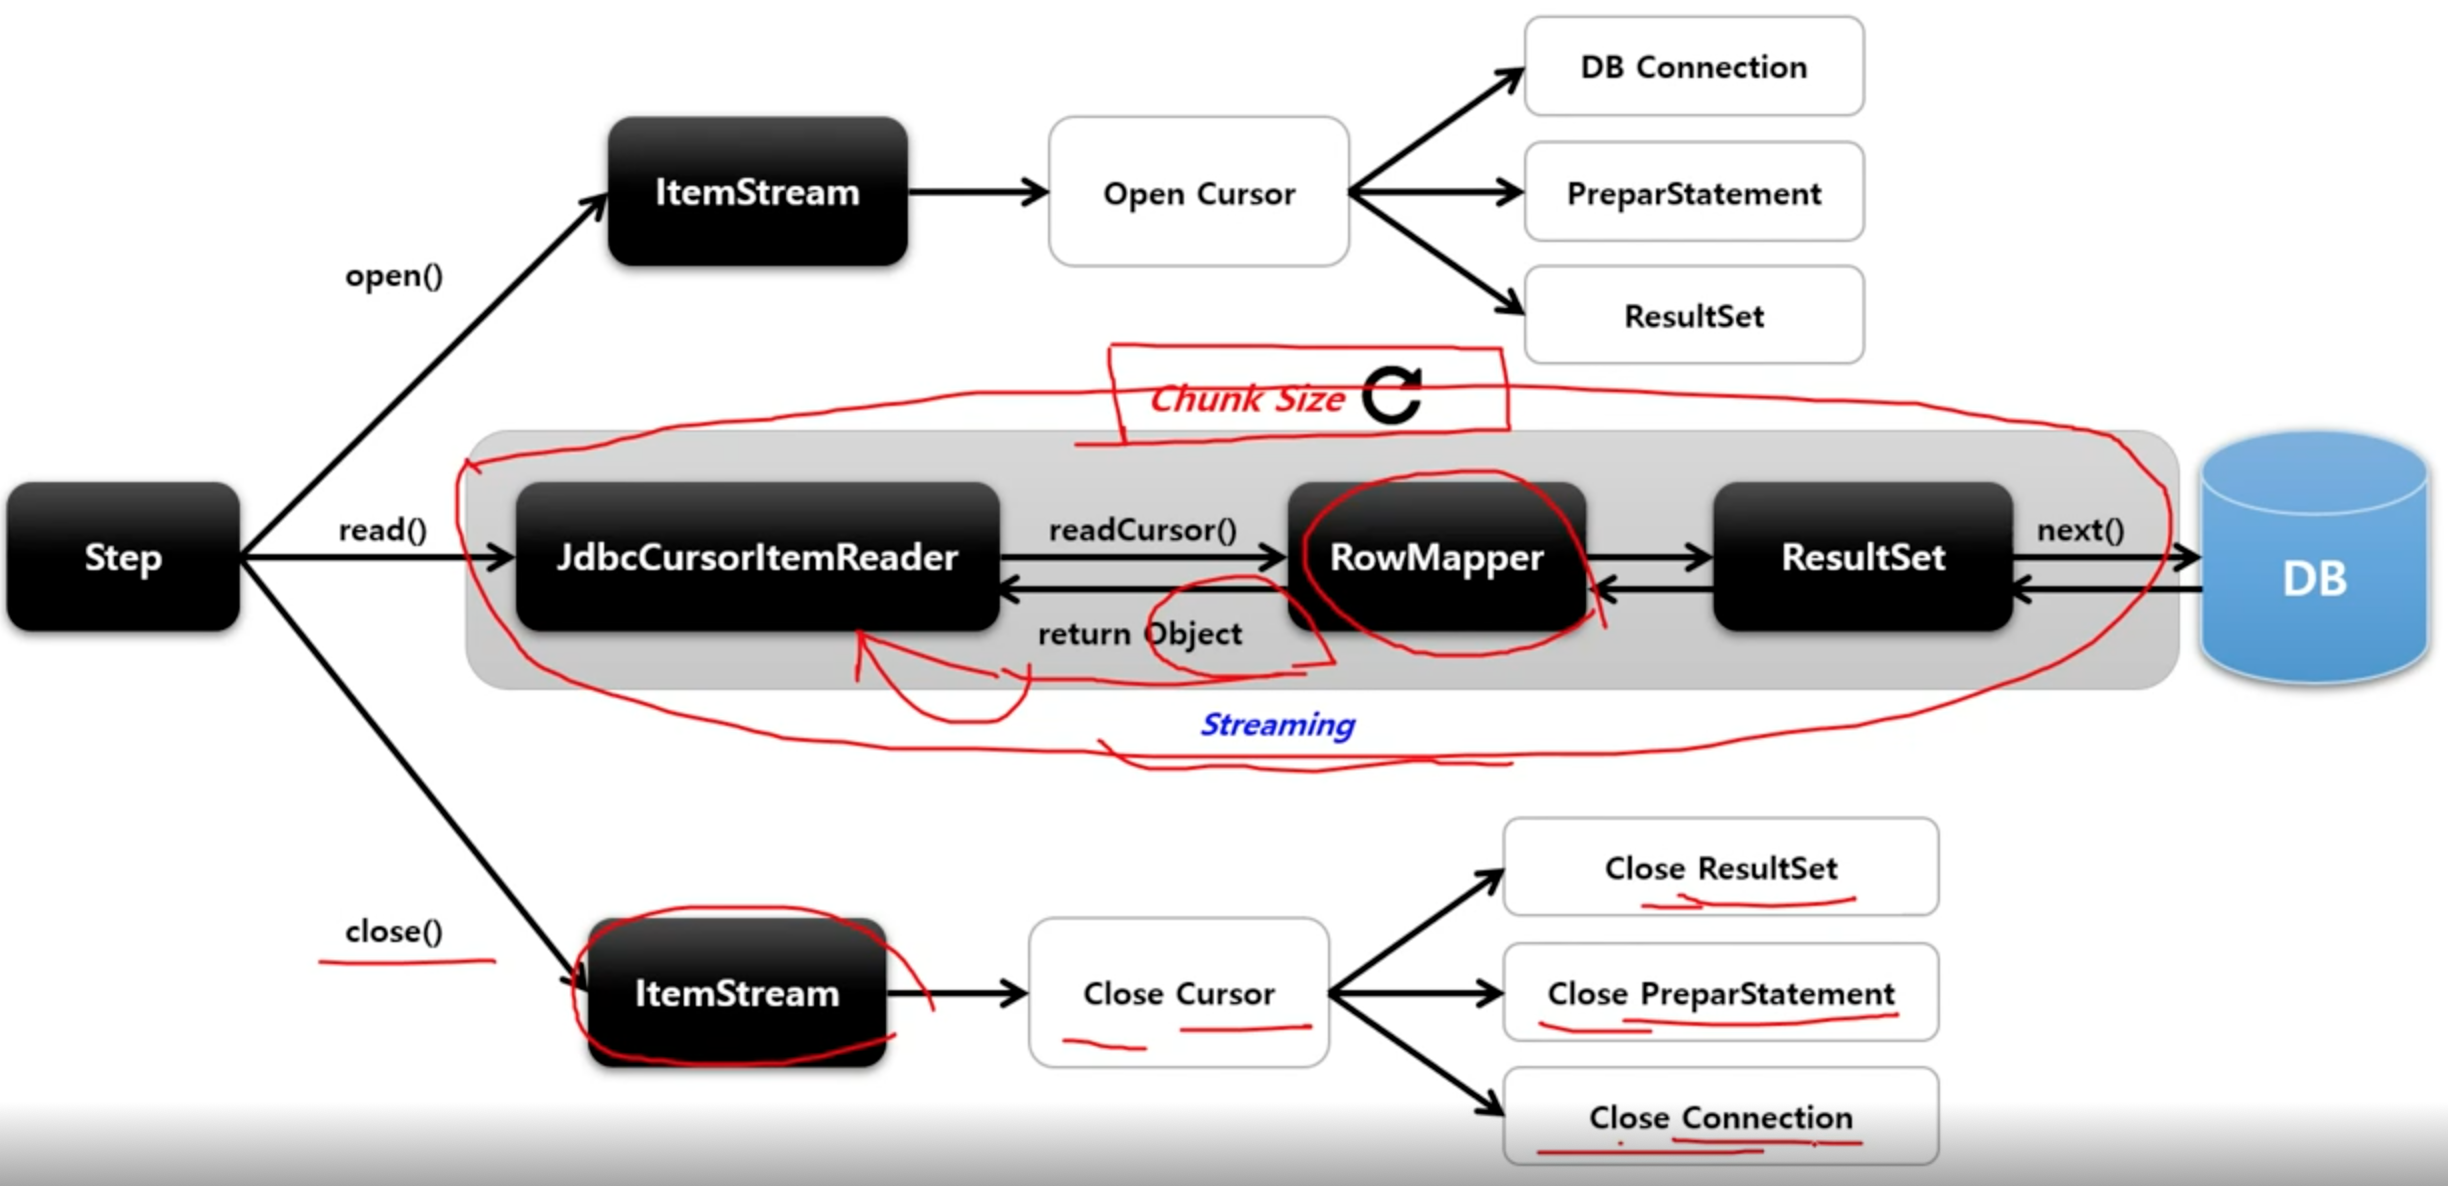 DB Connection
ItemStream
Open Cursor
PreparStatement
open()
ResultSet
Chunk Size
Step
read()
JdbcCursorItemReader
readCursor()
return Object
RowMapper
ResultSet
next()
DB
Streaming
close()
ItemStream
Close Cursor
Close ResultSet
Close PreparStatement
Close Connection